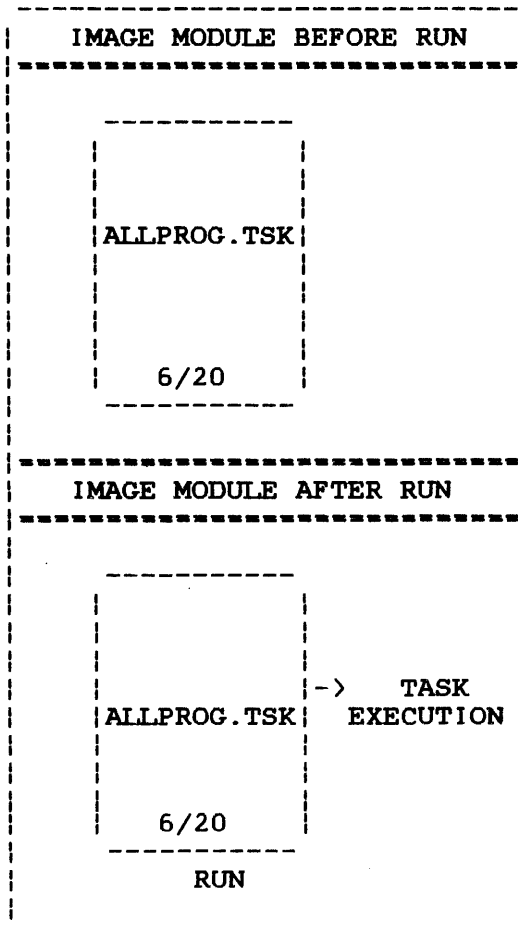 IMAGE MODULE BEFORE RUN
ALLPROG.TSK
6/20
IMAGE MODULE AFTER RUN
-> TASK
ALLPROG.TSK EXECUTION
6/20
RUN